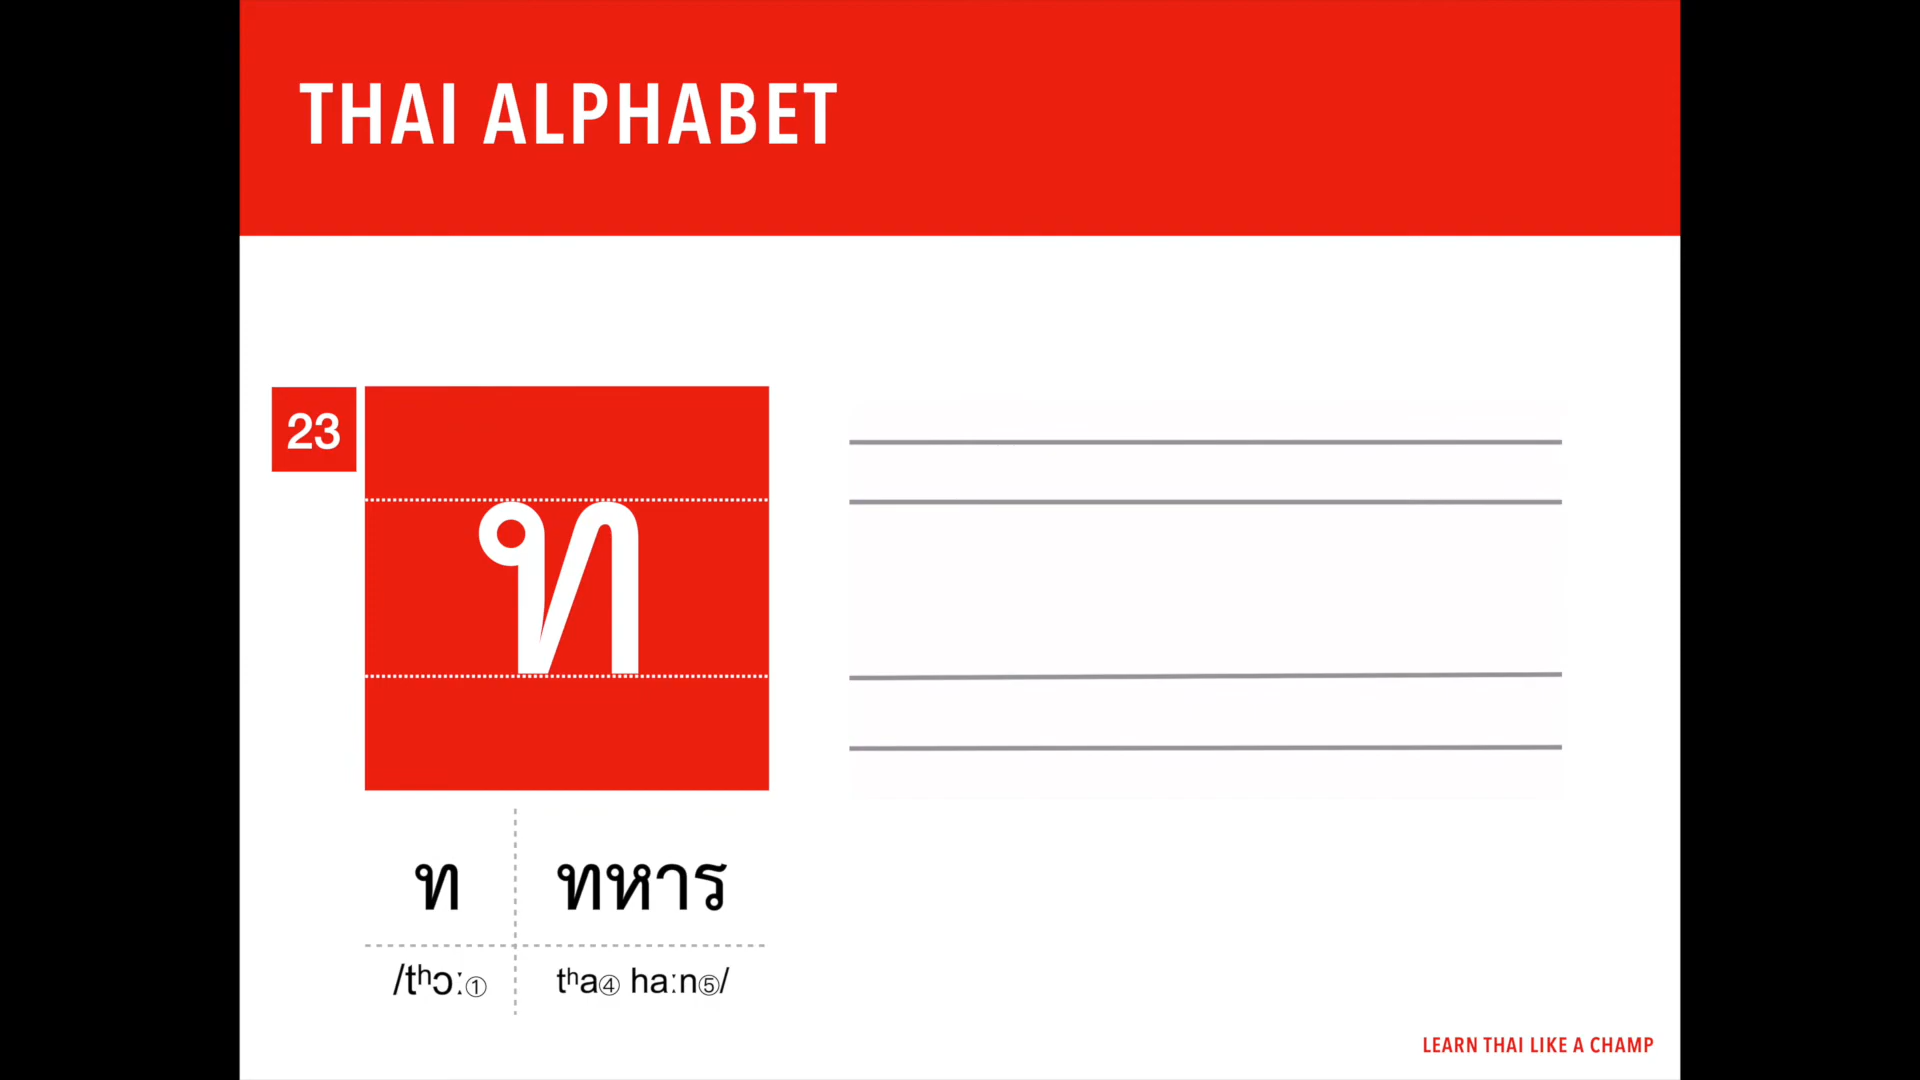 THAI ALPHABET
23
ท
ท ทหาร
/tʰɔː① tʰa④ haːn⑤/
LEARN THAI LIKE A CHAMP